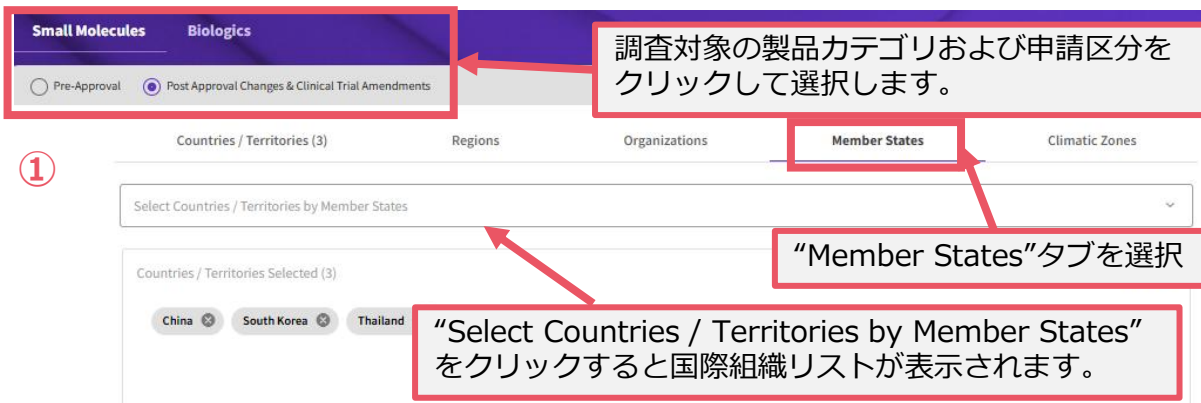 Small Molecules Biologics
調査対象の製品カテゴリおよび申請区分を
クリックして選択します。
Pre-Approval Post Approval Changes & Clinical Trial Amendments
Countries / Territories (3) Regions Organizations Member States Climatic Zones
①
Select Countries / Territories by Member States
“Member States”タブを選択
Countries / Territories Selected (3)
China South Korea Thailand
“Select Countries / Territories by Member States”
をクリックすると国際組織リストが表示されます。